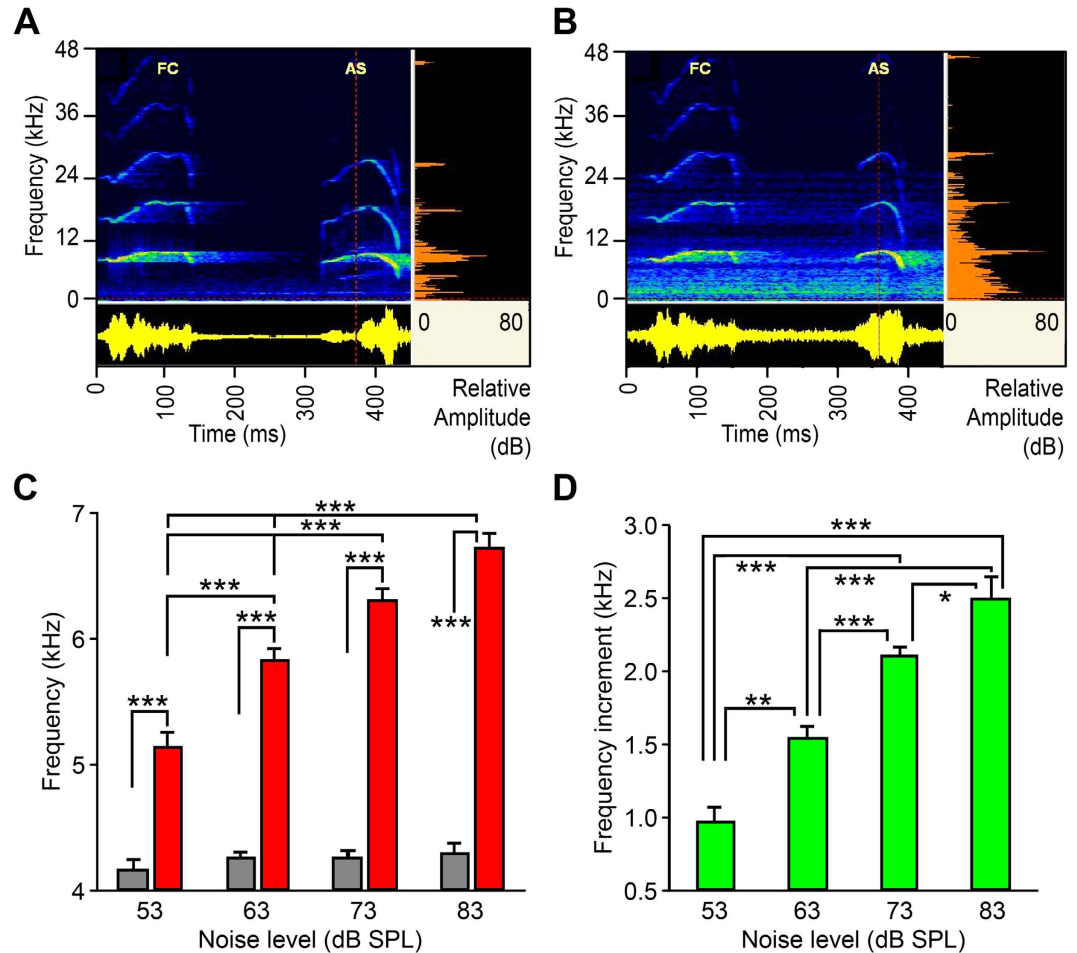 A
Frequency (kHz)
48
36
24
12
0
FC
AS
0 80
0
100
200
300
400
Time (ms)
Relative
Amplitude
(dB)
B
Frequency (kHz)
48
36
24
12
0
FC
AS
0 80
0
100
200
300
400
Time (ms)
Relative
Amplitude
(dB)
C
Frequency (kHz)
7
6
5
4
***
***
***
***
***
***
***
53 63 73 83
Noise level (dB SPL)
D
Frequency increment (kHz)
3.0
2.5
2.0
1.5
1.0
0.5
***
***
***
*
***
**
53 63 73 83
Noise level (dB SPL)